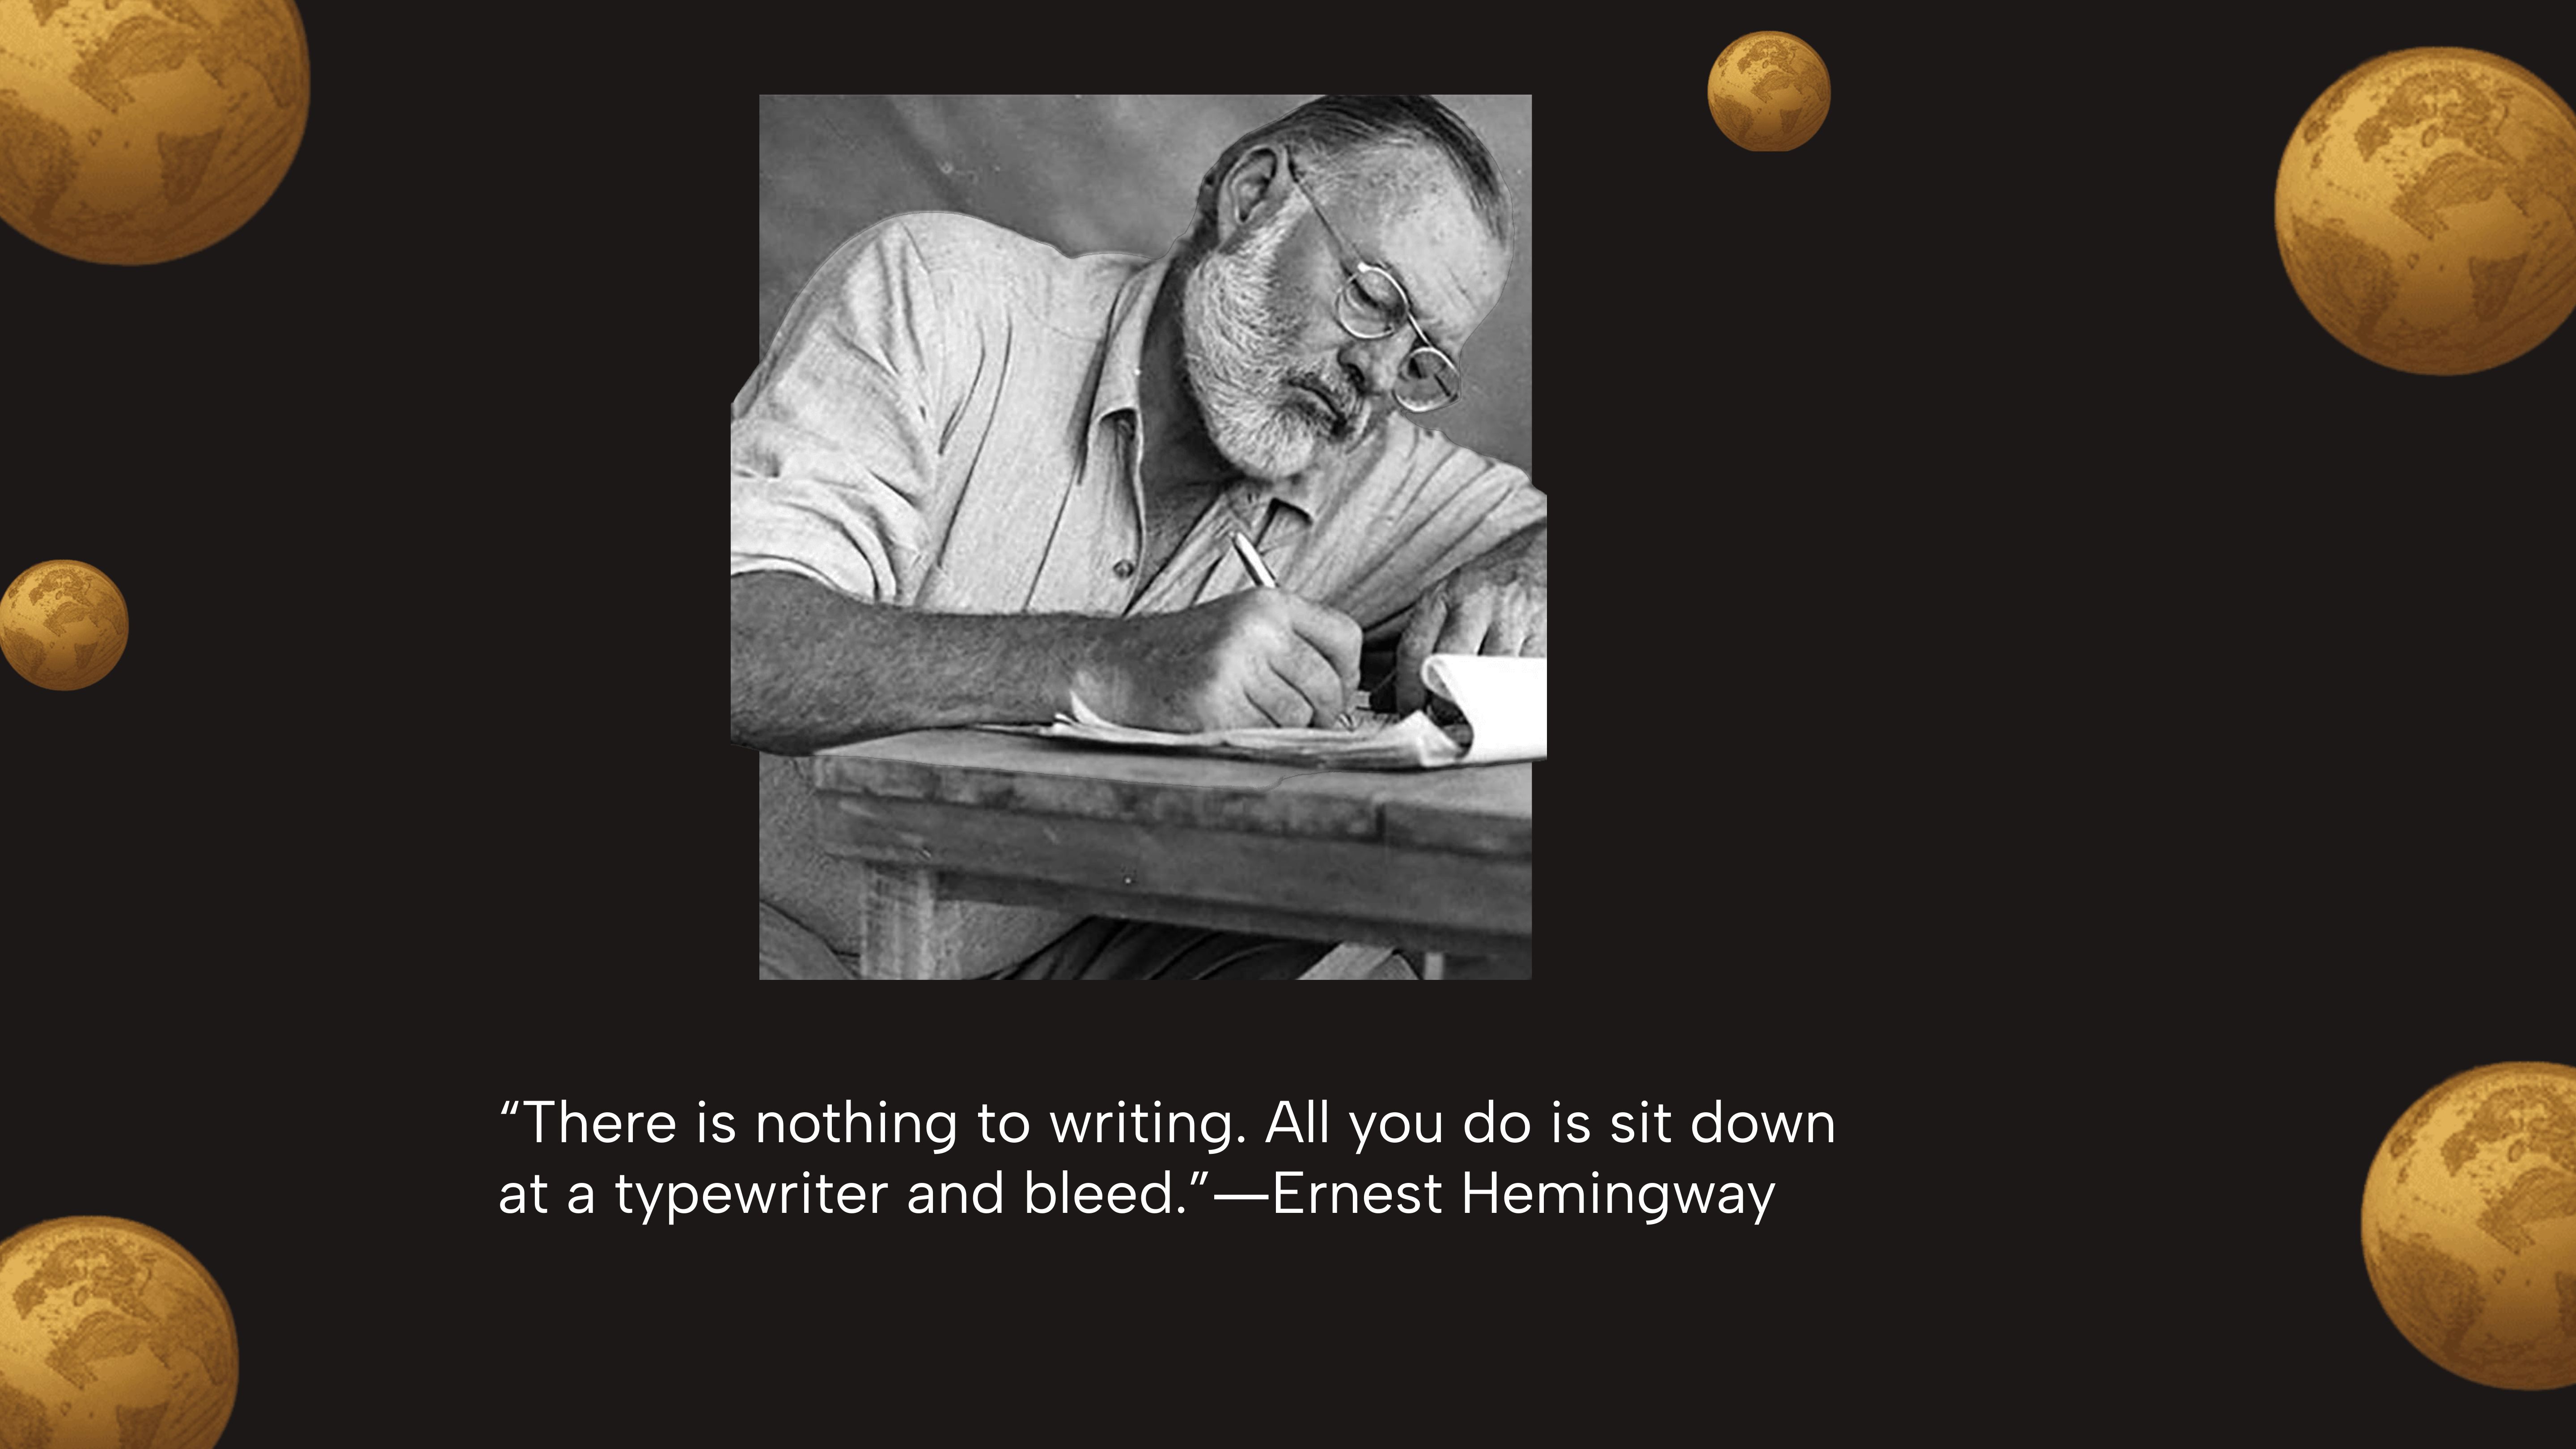 “There is nothing to writing. All you do is sit down
at a typewriter and bleed.”—Ernest Hemingway